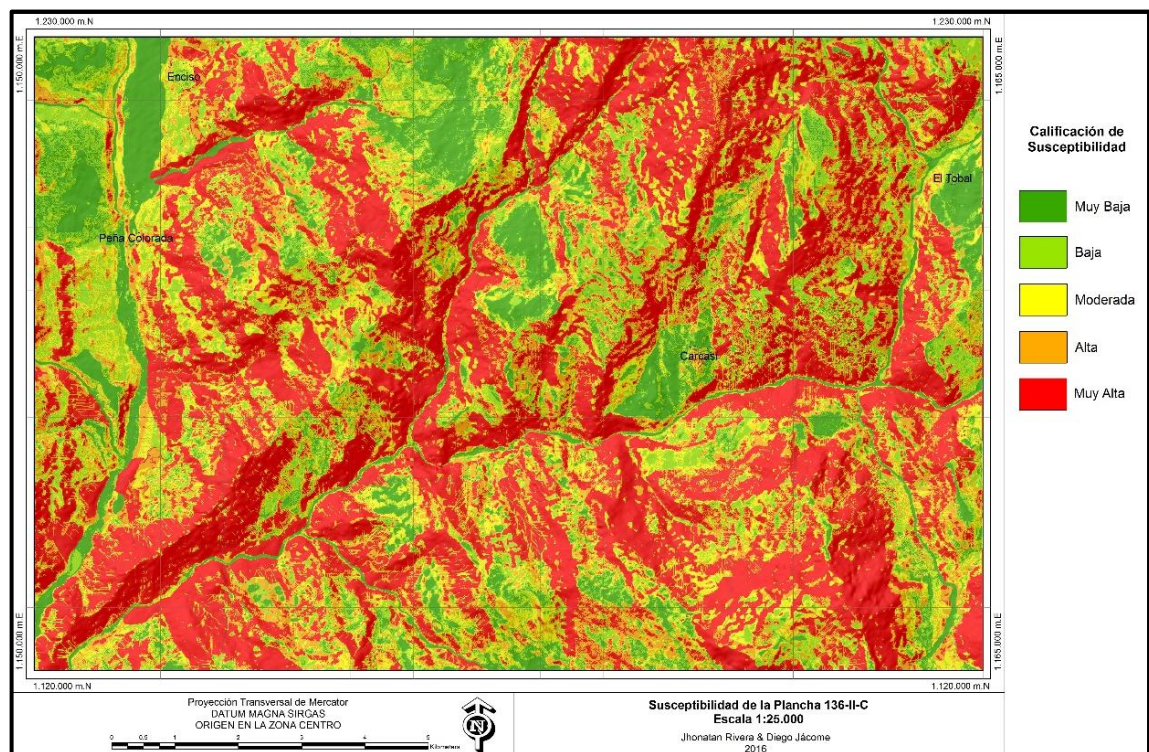 1.230.000 m.N
1.230.000 m.N
1.150.000 m.E
1.165.000 m.E
Enciso
El Tobal
Peña Colorada
Carcasí
1.150.000 m.E
1.165.000 m.E
1.120.000 m.N
1.120.000 m.N
Calificación de
Susceptibilidad
Muy Baja
Baja
Moderada
Alta
Muy Alta
Proyección Transversal de Mercator
DATUM MAGNA SIRGAS
ORIGEN EN LA ZONA CENTRO
0 0.5 1 2 3 4 5
Kilometers
N
Susceptibilidad de la Plancha 136-II-C
Escala 1:25.000
Jhonatan Rivera & Diego Jácome
2016